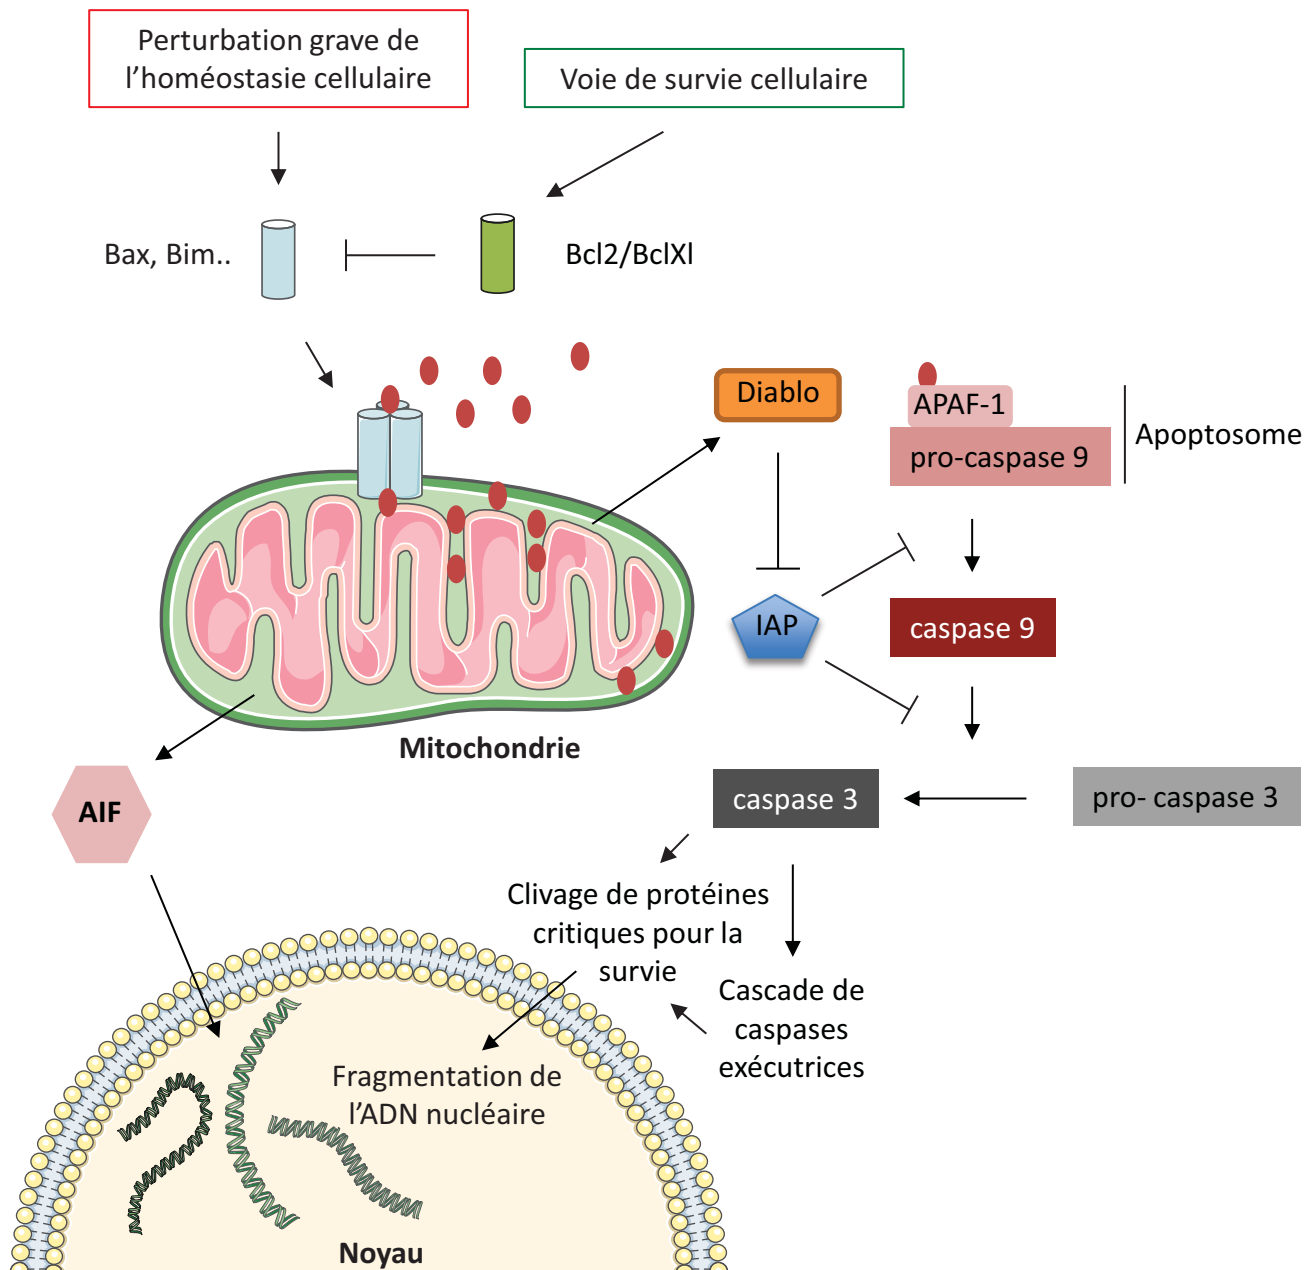 Perturbation grave de
l’homéostasie cellulaire
Voie de survie cellulaire
Bax, Bim..
Bcl2/BclXl
Diablo
APAF-1
pro-caspase 9
Apoptosome
IAP
caspase 9
Mitochondrie
AIF
caspase 3
pro- caspase 3
Clivage de protéines
critiques pour la
survie
Cascade de
caspases
exécutrices
Fragmentation de
l’ADN nucléaire
Noyau